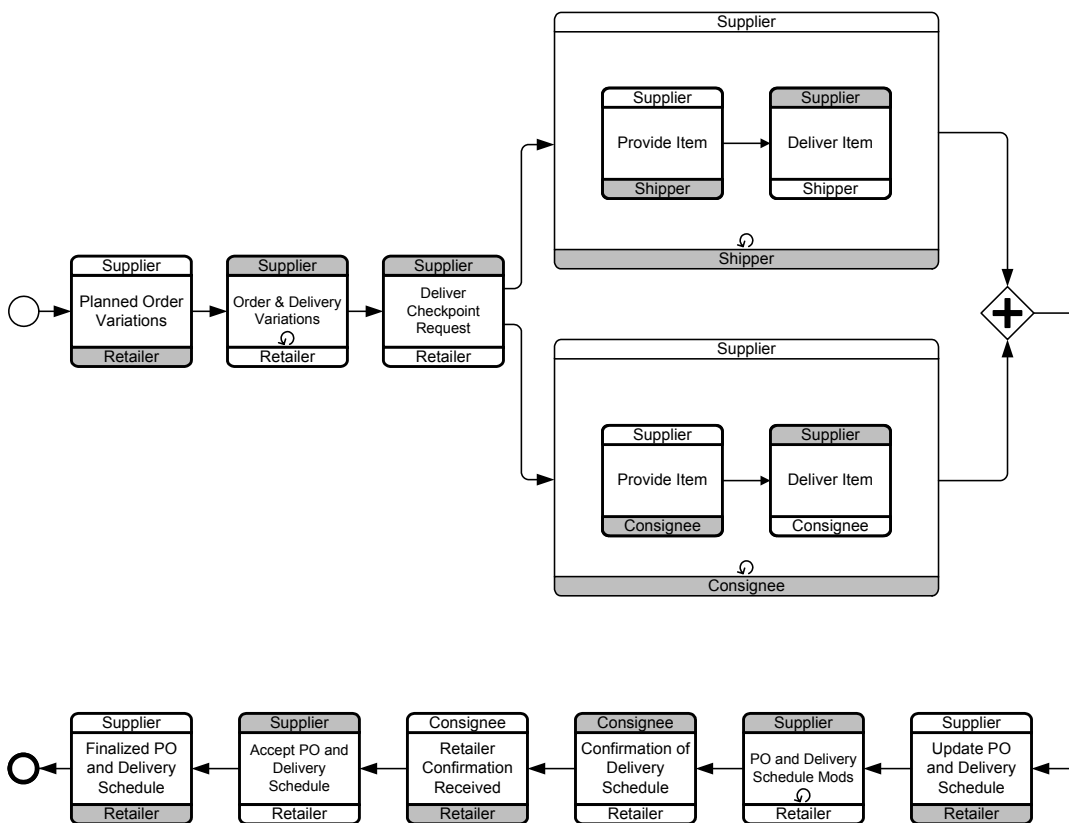 Supplier
Supplier
Provide Item
Shipper
Supplier
Deliver Item
Shipper
Shipper
Supplier
Planned Order
Variations
Retailer
Supplier
Order & Delivery
Variations
Retailer
Supplier
Deliver
Checkpoint
Request
Retailer
Supplier
Supplier
Provide Item
Consignee
Supplier
Deliver Item
Consignee
Consignee
Supplier
Finalized PO
and Delivery
Schedule
Retailer
Supplier
Accept PO and
Delivery
Schedule
Retailer
Consignee
Retailer
Confirmation
Received
Retailer
Consignee
Confirmation of
Delivery
Schedule
Retailer
Supplier
PO and Delivery
Schedule Mods
Retailer
Supplier
Update PO
and Delivery
Schedule
Retailer